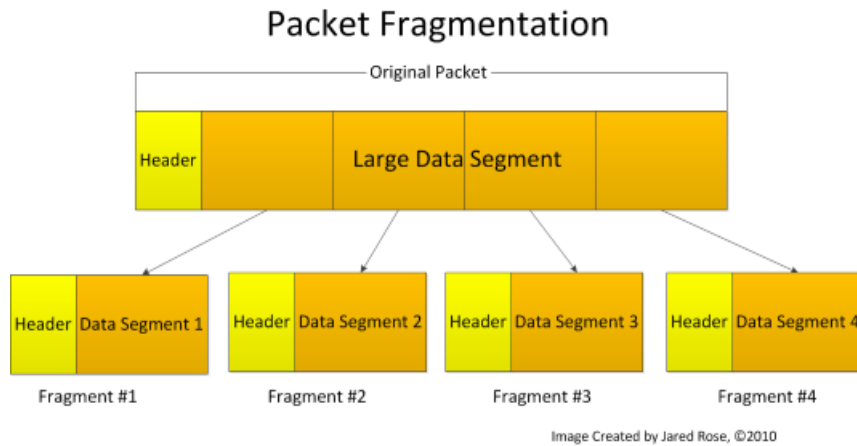 Packet Fragmentation
Original Packet
Header
Large Data Segment
Header
Data Segment 1
Header
Data Segment 2
Header
Data Segment 3
Header
Data Segment 4
Fragment #1
Fragment #2
Fragment #3
Fragment #4
Image Created by Jared Rose, ©2010